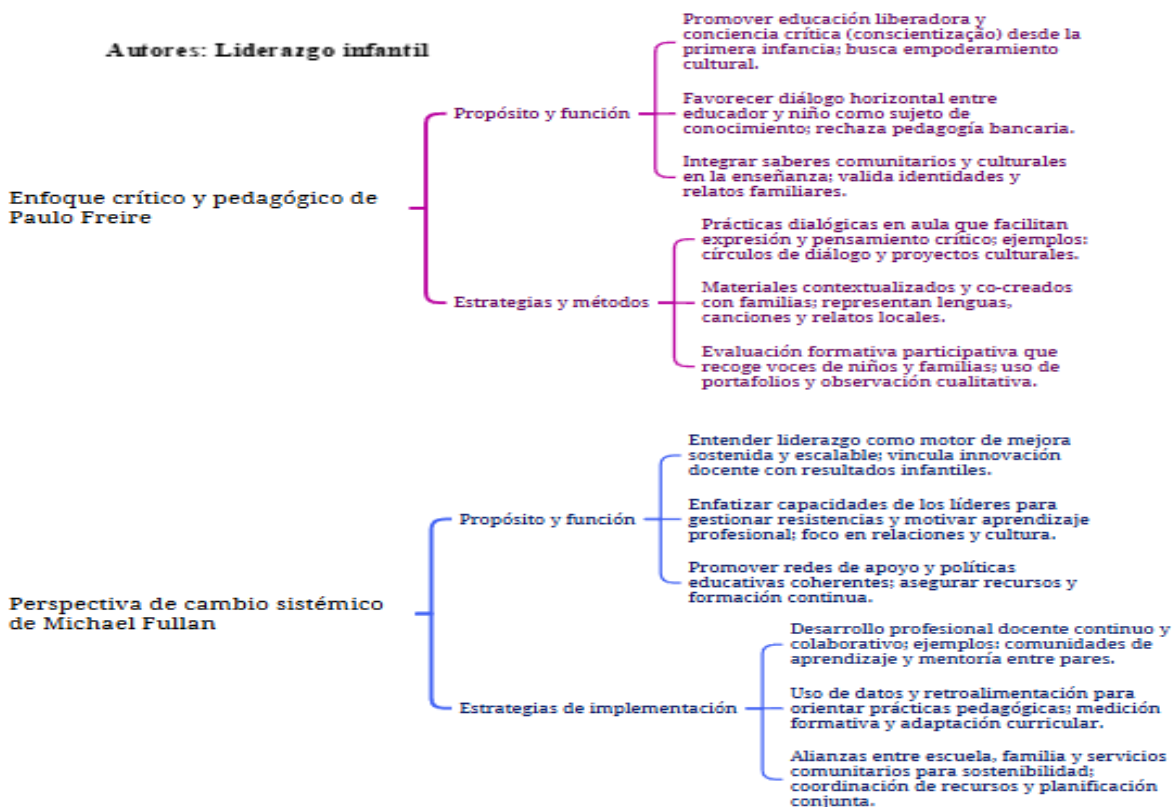 Autores: Liderazgo infantil
Enfoque crítico y pedagógico de
Paulo Freire
Propósito y función
Promover educación liberadora y
conciencia crítica (conscientização) desde la
primera infancia; busca empoderamiento
cultural.
Favorecer diálogo horizontal entre
educador y niño como sujeto de
conocimiento; rechaza pedagogía bancaria.
Integrar saberes comunitarios y culturales
en la enseñanza; valida identidades y
relatos familiares.
Estrategias y métodos
Prácticas dialógicas en aula que facilitan
expresión y pensamiento crítico; ejemplos:
círculos de diálogo y proyectos culturales.
Materiales contextualizados y co-creados
con familias; representan lenguas,
canciones y relatos locales.
Evaluación formativa participativa que
recoge voces de niños y familias; uso de
portafolios y observación cualitativa.
Perspectiva de cambio sistémico
de Michael Fullan
Propósito y función
Entender liderazgo como motor de mejora
sostenida y escalable; vincula innovación
docente con resultados infantiles.
Enfatizar capacidades de los líderes para
gestionar resistencias y motivar aprendizaje
profesional; foco en relaciones y cultura.
Promover redes de apoyo y políticas
educativas coherentes; asegurar recursos y
formación continua.
Estrategias de implementación
Desarrollo profesional docente continuo y
colaborativo; ejemplos: comunidades de
aprendizaje y mentoría entre pares.
Uso de datos y retroalimentación para
orientar prácticas pedagógicas; medición
formativa y adaptación curricular.
Alianzas entre escuela, familia y servicios
comunitarios para sostenibilidad;
coordinación de recursos y planificación
conjunta.